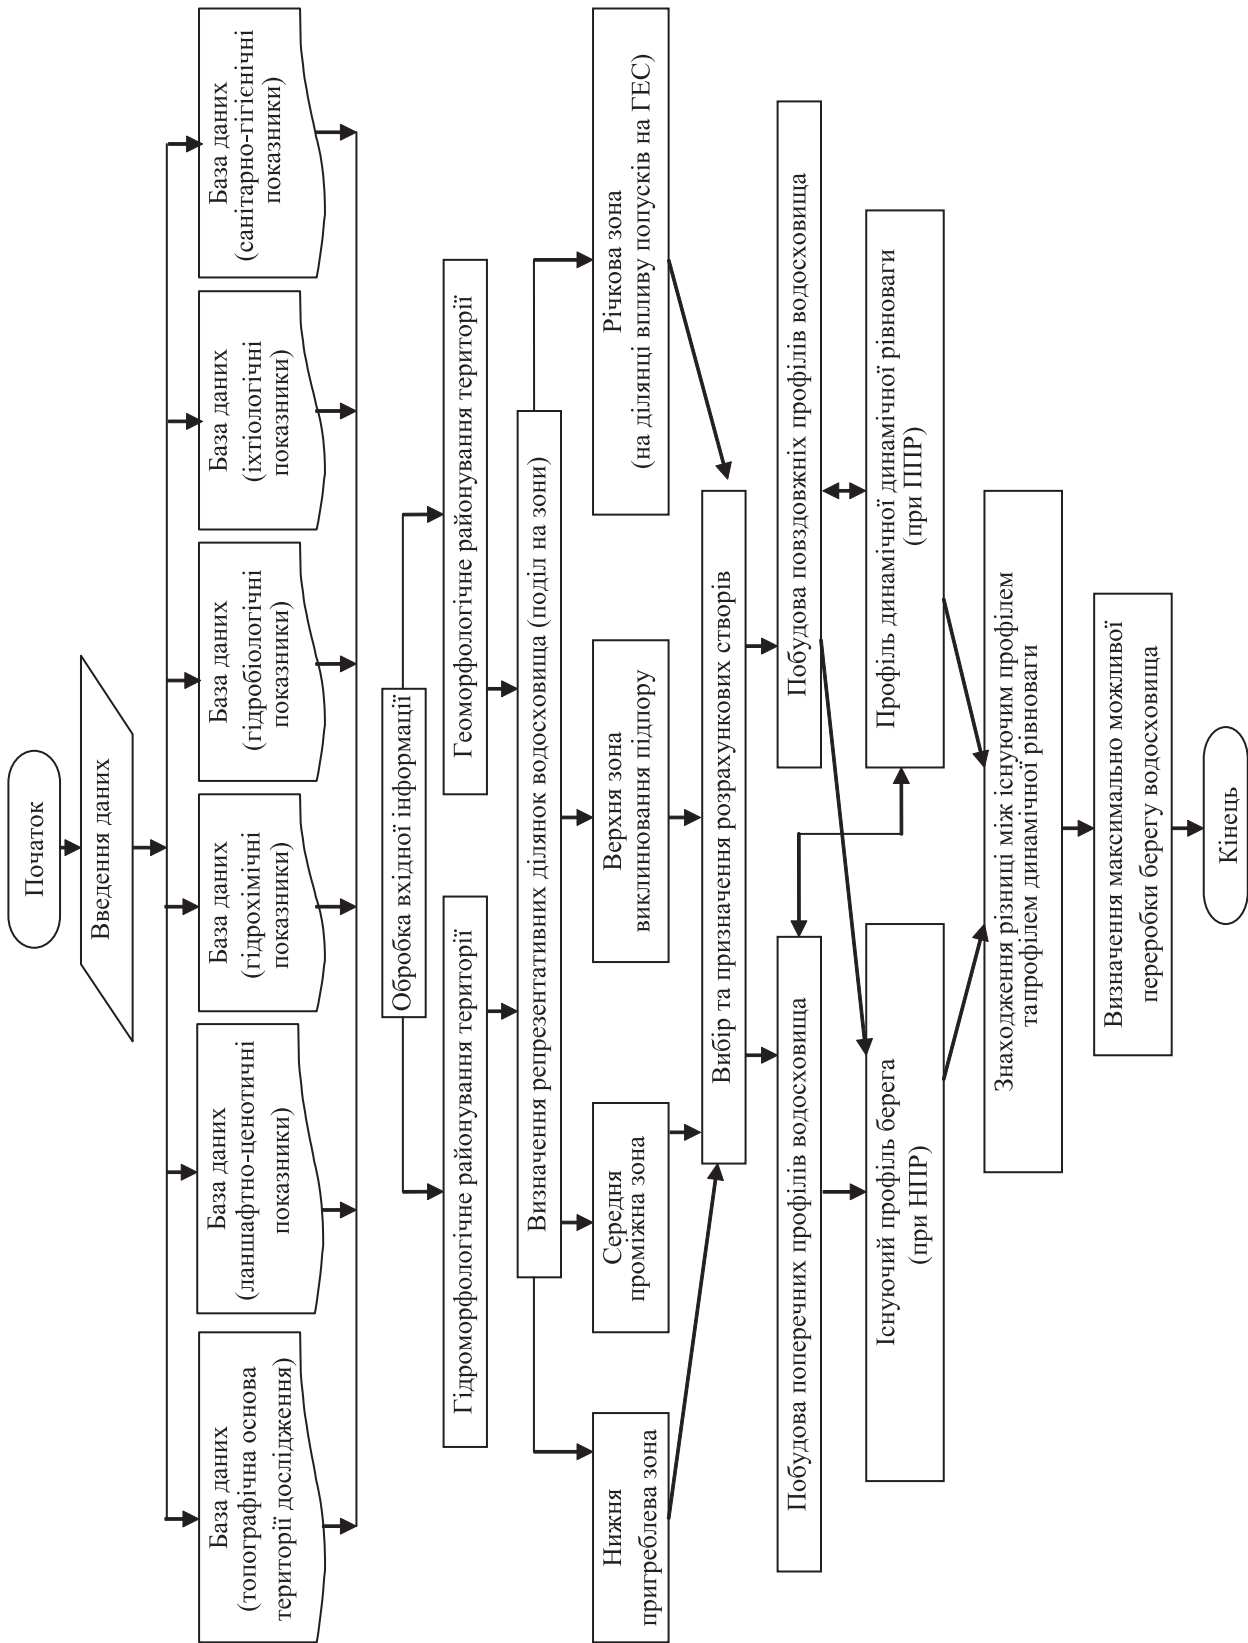 Початок
Введення даних
База даних
(топографічна основа
території дослідження)
База даних
(ланшафтно-ценотичні
показники)
База даних
(гідрохімічні
показники)
База даних
(гідробіологічні
показники)
База даних
(іхтіологічні
показники)
База даних
(санітарно-гігієнічні
показники)
Обробка вхідної інформації
Гідроморфологічне районування території
Геоморфологічне районування території
Визначення репрезентативних ділянок водосховища (поділ на зони)
Нижня
пригреблева зона
Середня
проміжна зона
Верхня зона
виклинювання підпору
Річкова зона
(на ділянці впливу попусків на ГЕС)
Вибір та призначення розрахункових створів
Побудова поперечних профілів водосховища
Побудова повздовжніх профілів водосховища
Існуючий профіль берега
(при НПР)
Профіль динамічної динамічної рівноваги
(при ППР)
Знаходження різниці між існуючим профілем
тапрофілем динамічної рівноваги
Визначення максимально можливої
переробки берегу водосховища
Кінець